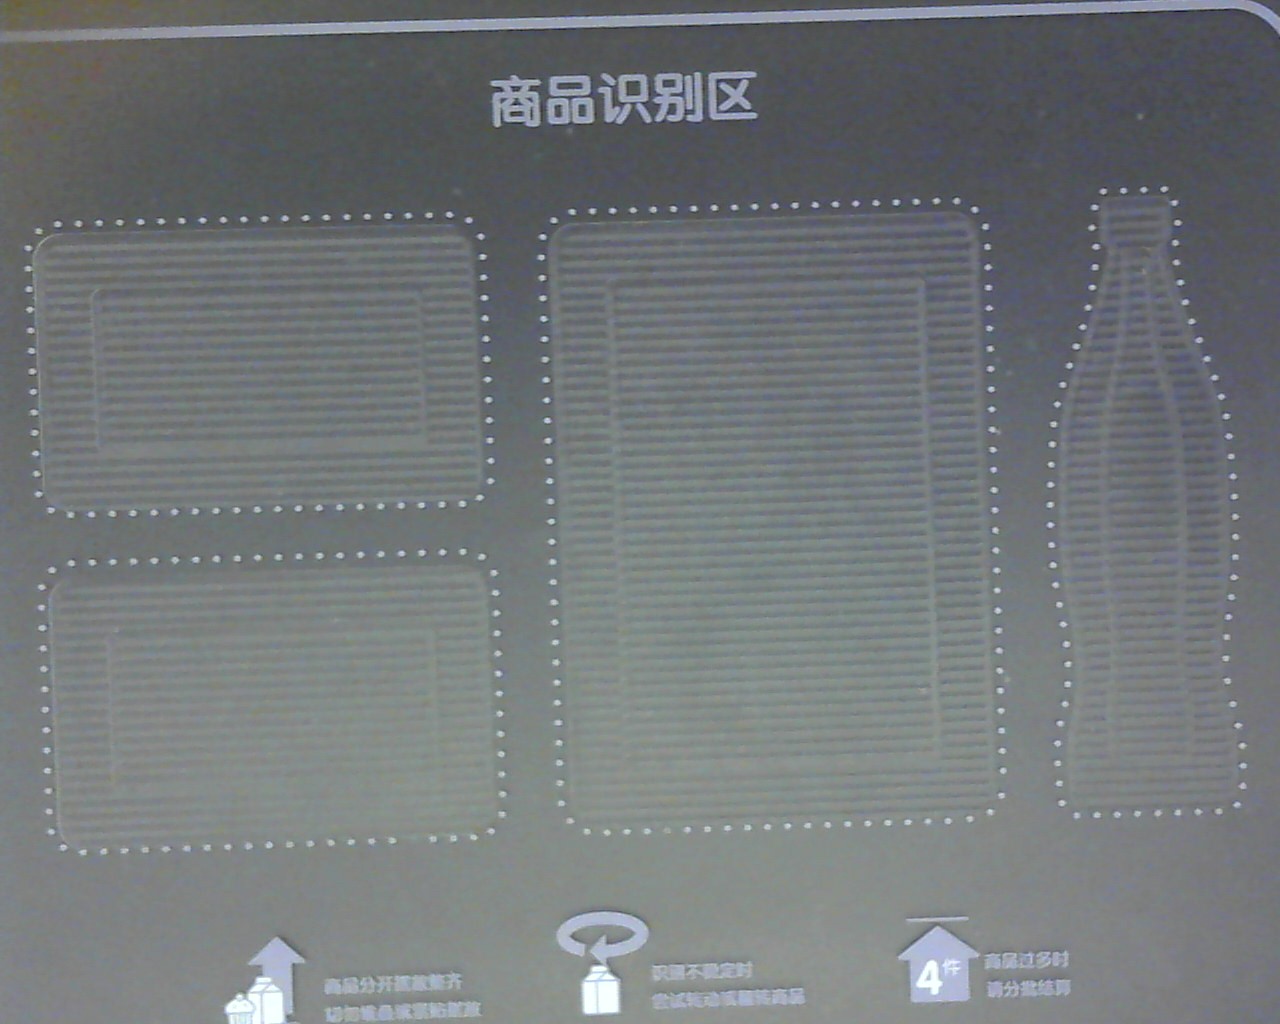 商品识别区
商品分开摆放整齐
切勿堆叠或紧贴摆放
识别不稳定时
尝试转动或翻转商品
4件
商品过多时
请分批结算